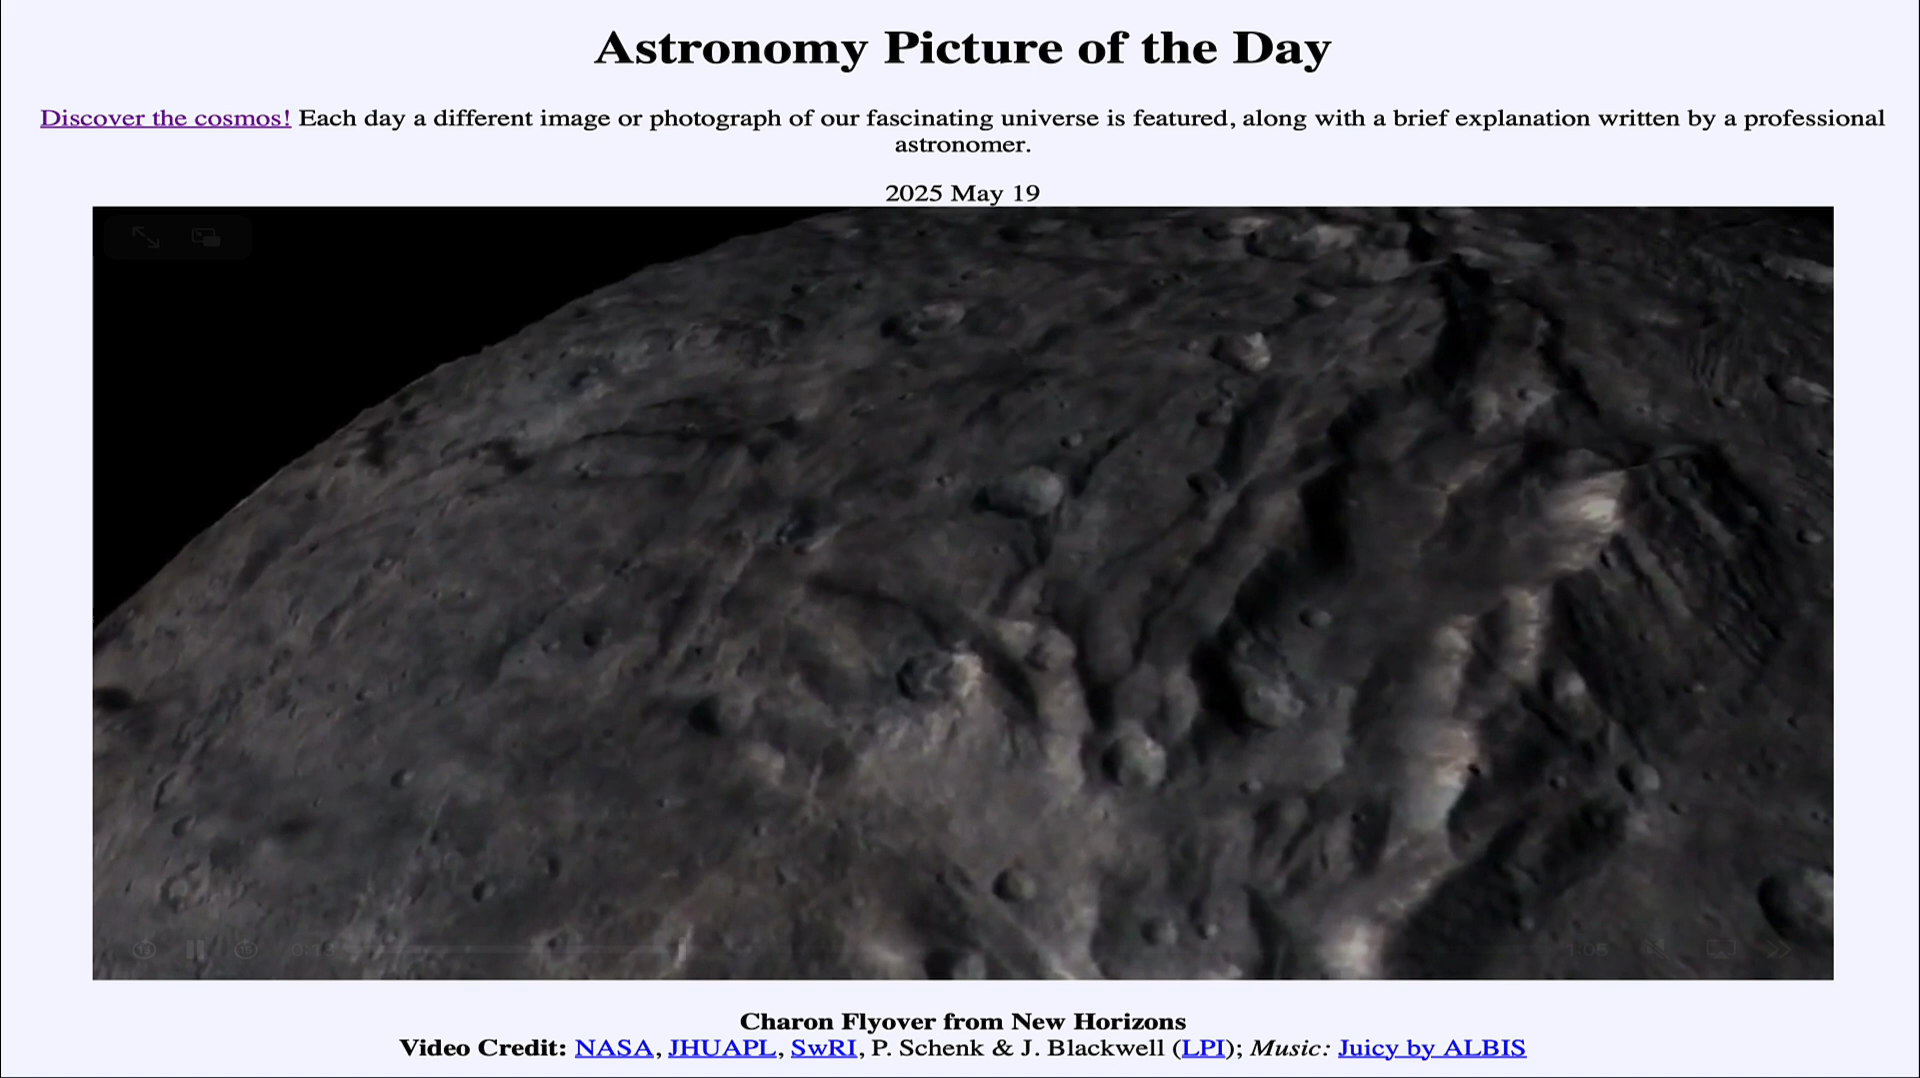 Astronomy Picture of the Day
Discover the cosmos! Each day a different image or photograph of our fascinating universe is featured, along with a brief explanation written by a professional
astronomer.
2025 May 19
Charon Flyover from New Horizons
Video Credit: NASA, JHUAPL, SwRI, P. Schenk & J. Blackwell (LPI); Music: Juicy by ALBIS